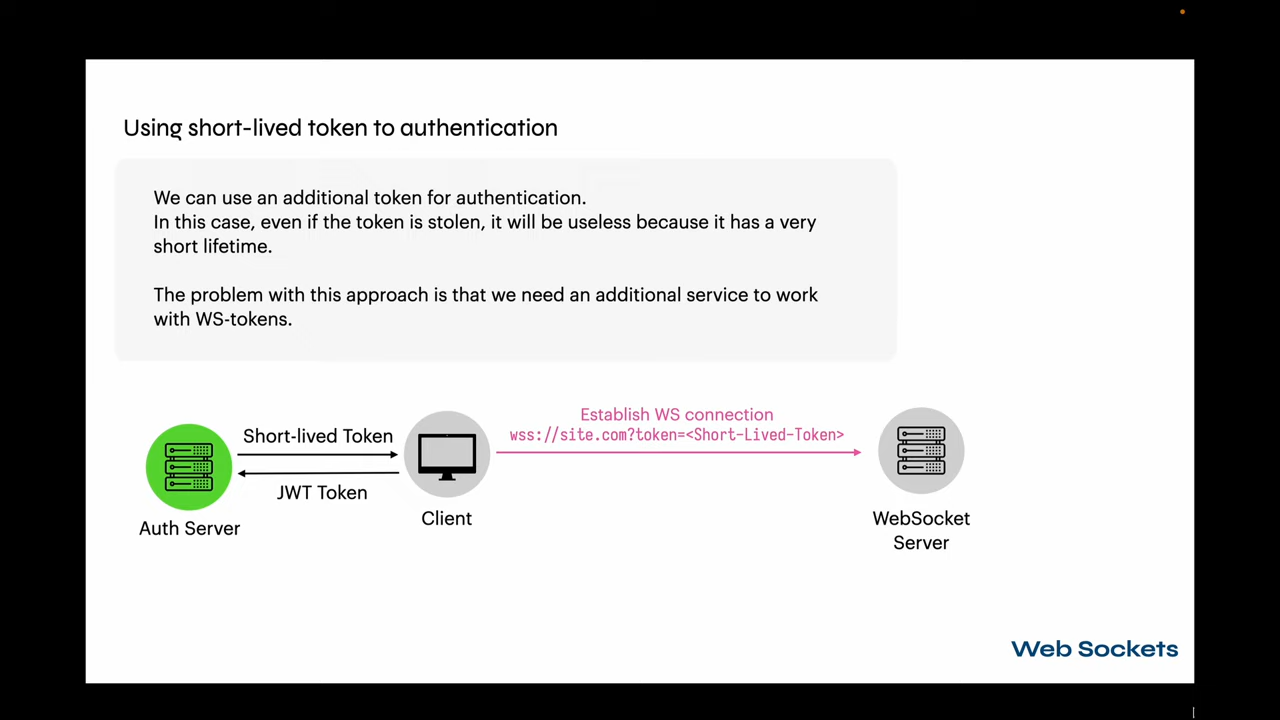 Using short-lived token to authentication
We can use an additional token for authentication.
In this case, even if the token is stolen, it will be useless because it has a very
short lifetime.
The problem with this approach is that we need an additional service to work
with WS-tokens.
Establish WS connection
wss://site.com?token=<Short-Lived-Token>
Short-lived Token
JWT Token
Auth Server
Client
WebSocket
Server
Web Sockets